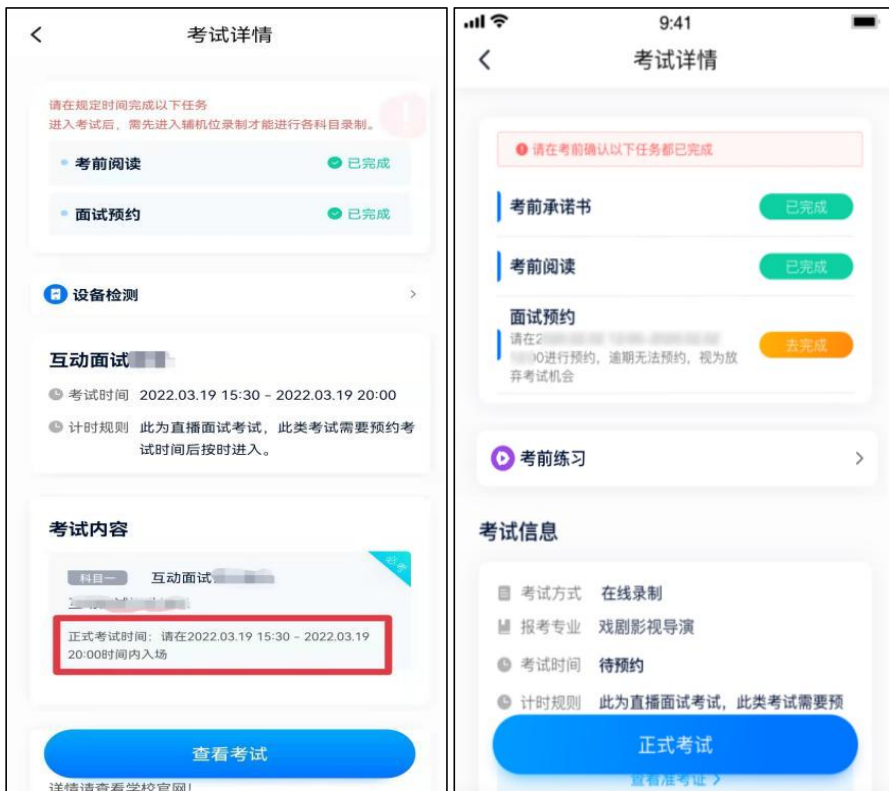 考试详情
请在规定时间完成以下任务
进入考试后，需先进入辅机位录制才能进行各科目录制。
考前阅读 已完成
面试预约 已完成
设备检测
互动面试
考试时间 2022.03.19 15:30 - 2022.03.19 20:00
计时规则 此为直播面试考试，此类考试需要预约考
试时间后按时进入。
考试内容
必考
科目一 互动面试
正式考试时间：请在2022.03.19 15:30 - 2022.03.19
20:00时间内入场
查看考试
详情请查看学校官网!
9:41
考试详情
请在考前确认以下任务都已完成
考前承诺书 已完成
考前阅读 已完成
面试预约
请在2
0进行预约，逾期无法预约，视为放
弃考试机会
去完成
考前练习
考试信息
考试方式 在线录制
报考专业 戏剧影视导演
考试时间 待预约
计时规则 此为直播面试考试，此类考试需要预
正式考试
查看准考证